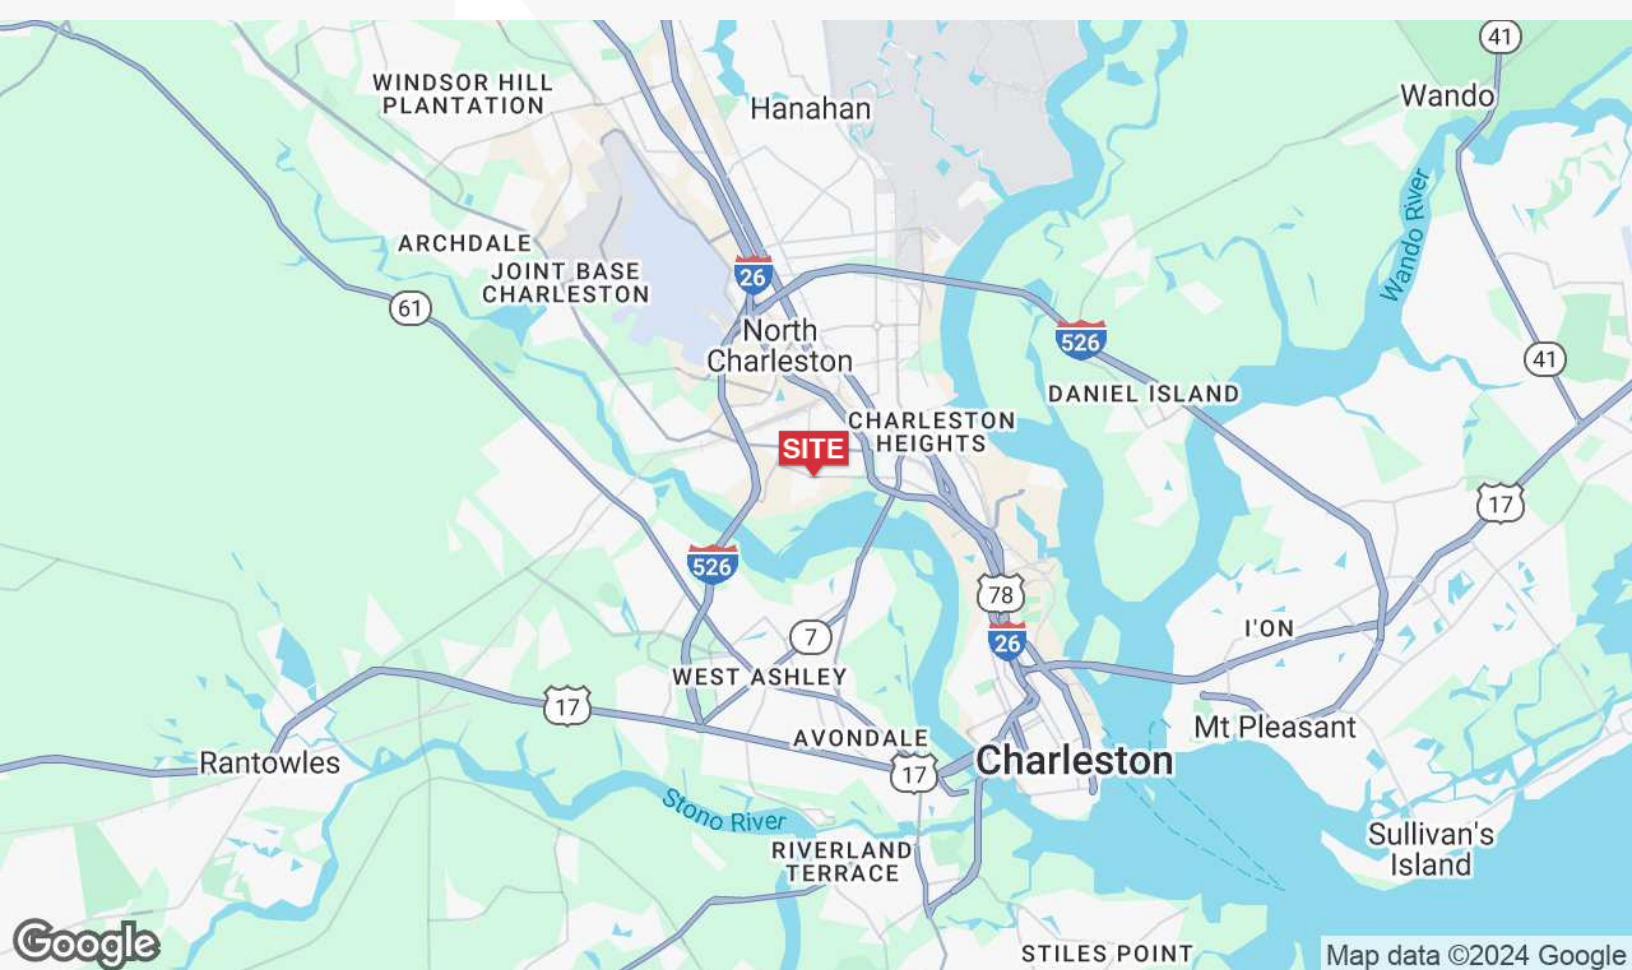 41
Wando
WINDSOR HILL
PLANTATION
Hanahan
Wando River
ARCHDALE
JOINT BASE
CHARLESTON
26
61
North
Charleston
526
41
DANIEL ISLAND
CHARLESTON
HEIGHTS
SITE
17
526
78
I'ON
7
26
WEST ASHLEY
17
Mt Pleasant
AVONDALE
Rantowles
17
Charleston
Stono River
Sullivan's
Island
RIVERLAND
TERRACE
Google
STILES POINT
Map data ©2024 Google